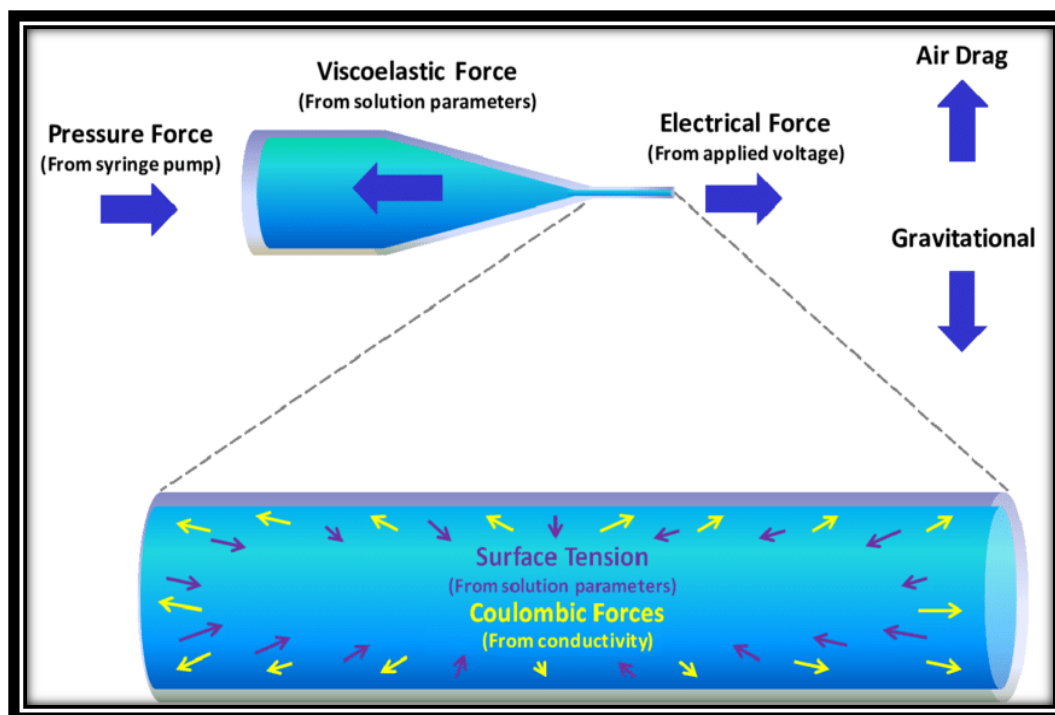 Air Drag
Viscoelastic Force
(From solution parameters)
Pressure Force
(From syringe pump)
Electrical Force
(From applied voltage)
Gravitational
Surface Tension
(From solution parameters)
Coulombic Forces
(From conductivity)